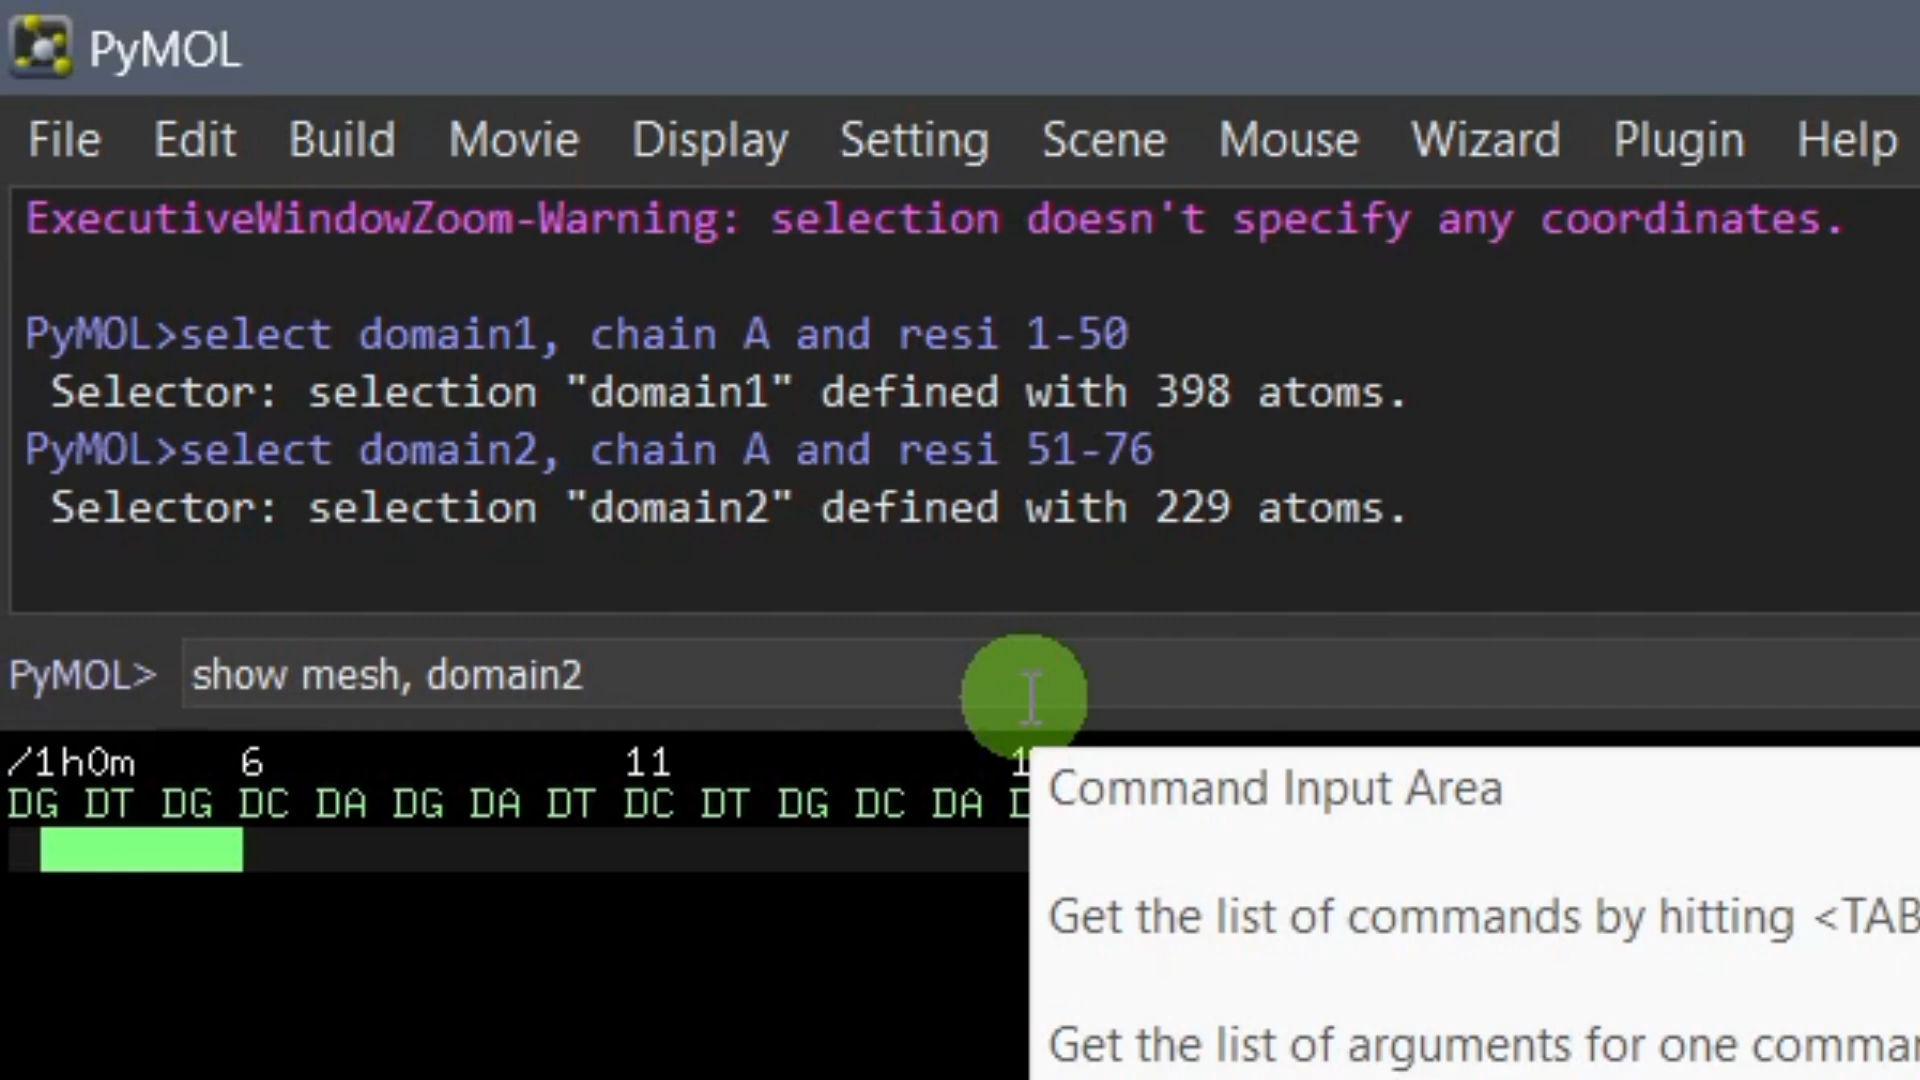 PyMOL
File Edit Build Movie Display Setting Scene Mouse Wizard Plugin Help
ExecutiveWindowZoom-Warning: selection doesn't specify any coordinates.
PyMOL>select domain1, chain A and resi 1-50
Selector: selection "domain1" defined with 398 atoms.
PyMOL>select domain2, chain A and resi 51-76
Selector: selection "domain2" defined with 229 atoms.
PyMOL> show mesh, domain2
/1h0m 6 11
DG DT DG DC DA DG DA DT DC DT DG DC DA
Command Input Area
Get the list of commands by hitting <TAB
Get the list of arguments for one